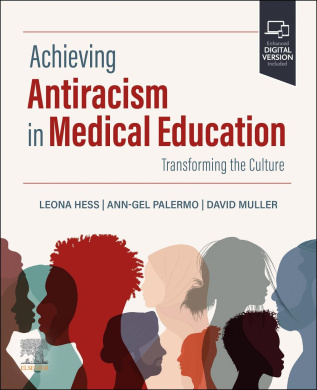 Enhanced
DIGITAL
VERSION
Included
Achieving
Antiracism
in Medical Education
Transforming the Culture
LEONA HESS | ANN-GEL PALERMO | DAVID MULLER
ELSEVIER